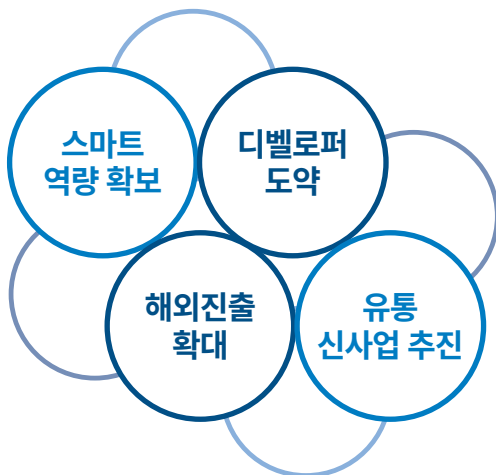 스마트
역량 확보
디벨로퍼
도약
해외진출
확대
유통
신사업 추진